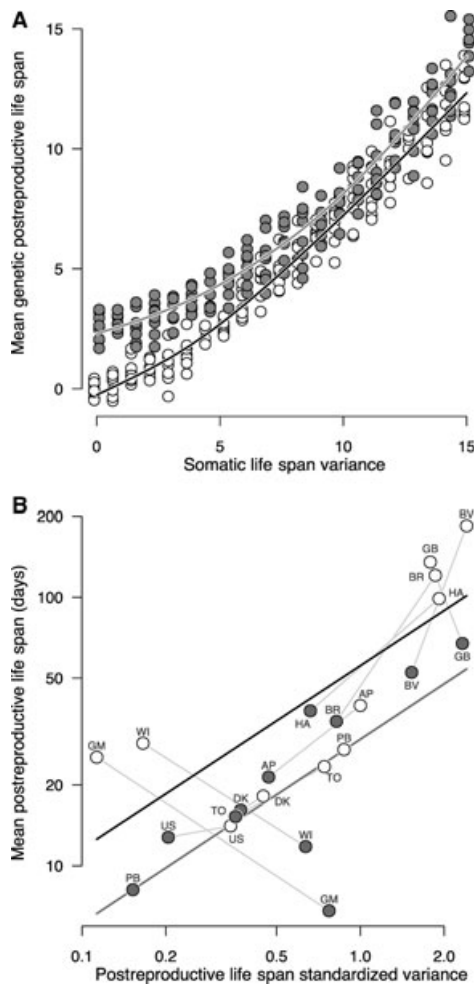 A
Mean genetic postreproductive life span
15
10
5
0
0 5 10 15
Somatic life span variance
B
Mean postreproductive life span (days)
200
100
50
20
10
BV
GB
BR
HA
GB
BV
AP
BR
HA
WI
GM
PB
TO
AP
DK
DK
TO
US
US
WI
PB
GM
0.1 0.2 0.5 1.0 2.0
Postreproductive life span standardized variance